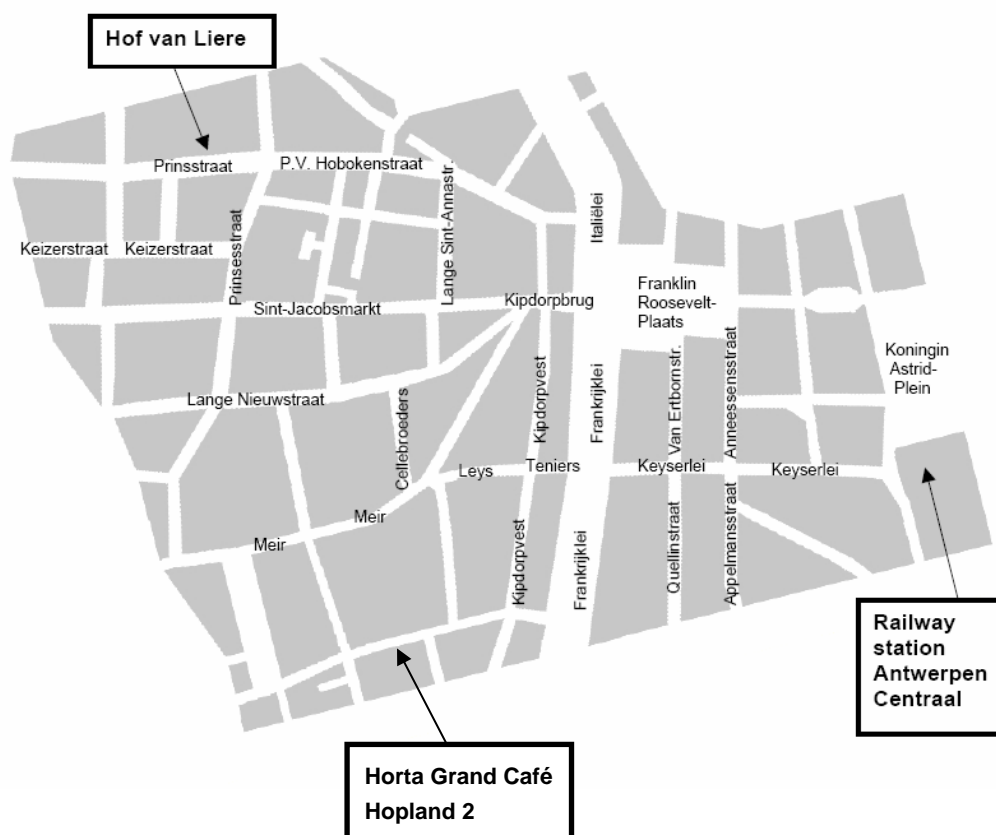 Hof van Liere
Prinsstraat
P.V. Hobokenstraat
Lange Sint-Annastr.
Italiëlei
Keizerstraat
Keizerstraat
Prinsesstraat
Sint-Jacobsmarkt
Kipdorpbrug
Franklin
Roosevelt-
Plaats
Koningin
Astrid-
Plein
Lange Nieuwstraat
Cellebroeders
Kipdorpvest
Frankrijklei
Van Ertbornstr.
Anneessensstraat
Leys
Teniers
Keyserlei
Keyserlei
Meir
Meir
Kipdorpvest
Frankrijklei
Quellinstraat
Appelmansstraat
Railway
station
Antwerpen
Centraal
Horta Grand Café
Hopland 2